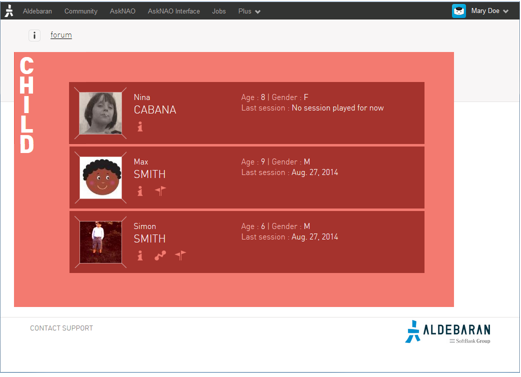 Aldebaran Community AskNAO AskNAO Interface Jobs Plus Mary Doe
i forum
CHILD
Nina Age : 8 | Gender : F
CABANA Last session : No session played for now
Max Age : 9 | Gender : M
SMITH Last session : Aug. 27, 2014
Simon Age : 6 | Gender : M
SMITH Last session : Aug. 27, 2014
CONTACT SUPPORT ALDEBARAN
SoftBank Group